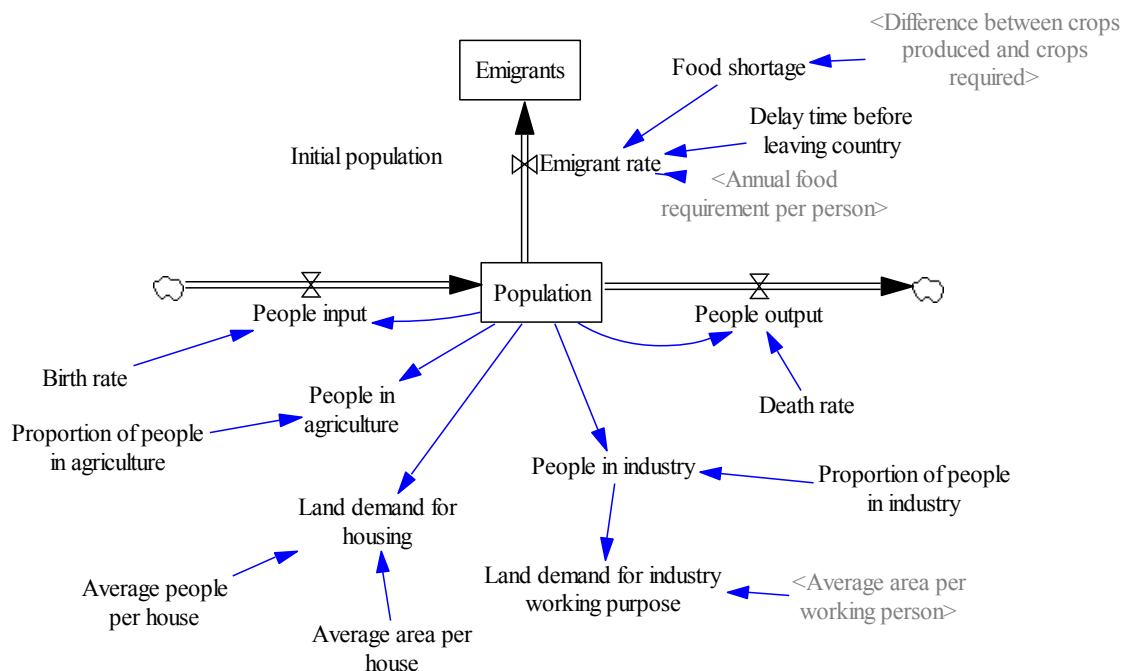 <Difference between crops
produced and crops
required>
Emigrants
Food shortage
Delay time before
leaving country
Initial population
Emigrant rate
<Annual food
requirement per person>
Population
People input
People output
Birth rate
People in
agriculture
Death rate
Proportion of people
in agriculture
People in industry
Proportion of people
in industry
Land demand for
housing
Land demand for industry
working purpose
<Average area per
working person>
Average people
per house
Average area per
house